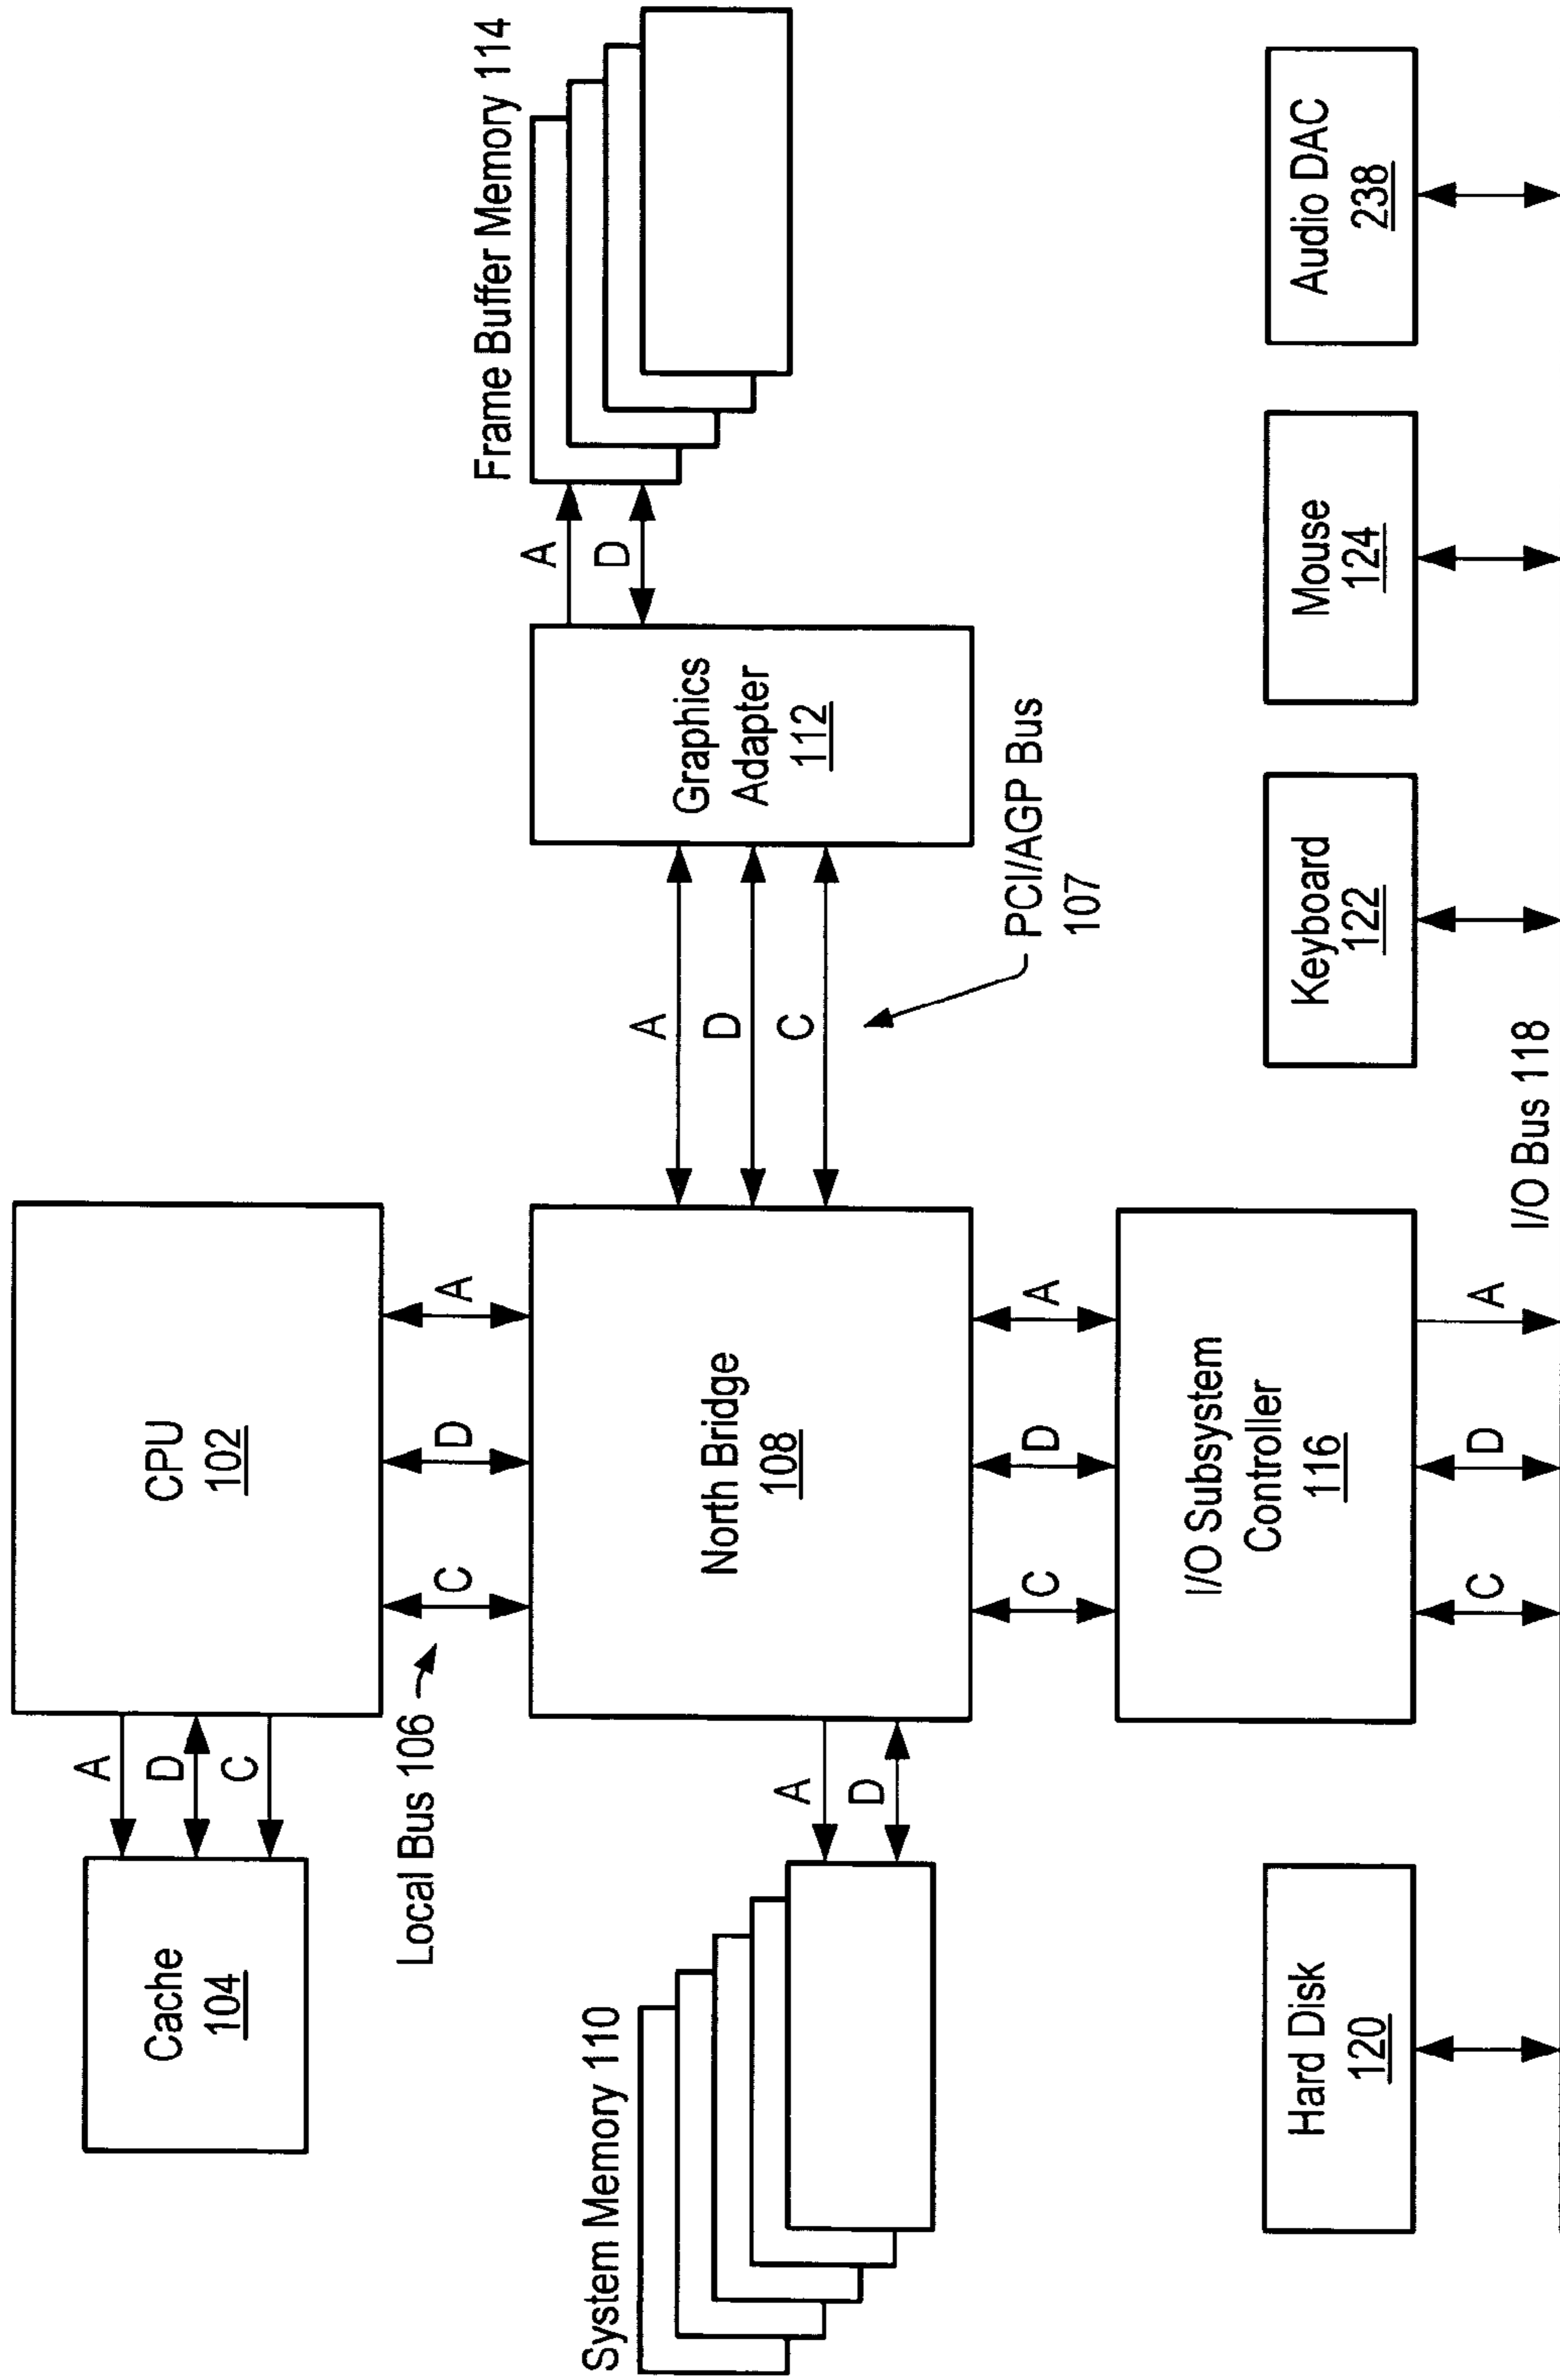 Cache
104
A
D
C
CPU
102
Local Bus 106
C
D
A
System Memory 110
A
D
North Bridge
108
A
D
C
PCI/AGP Bus
107
Graphics
Adapter
112
A
D
Frame Buffer Memory 114
C
D
A
I/O Subsystem
Controller
116
Hard Disk
120
Keyboard
122
Mouse
124
Audio DAC
238
C
D
A
I/O Bus 118